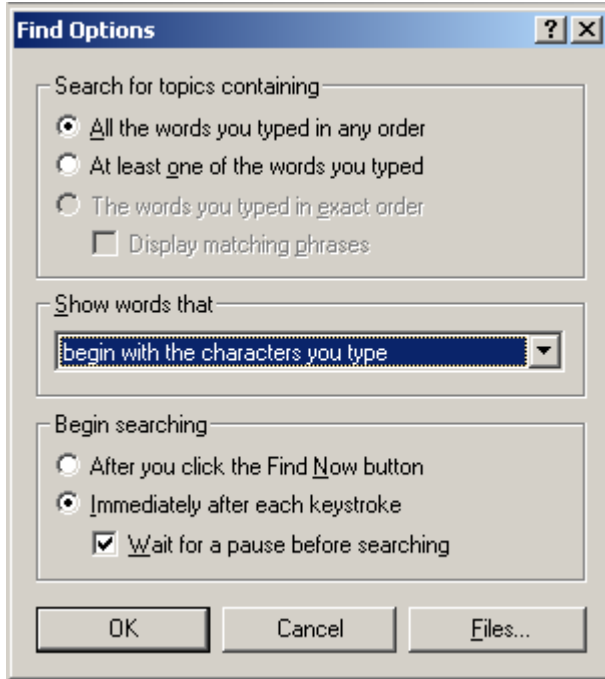 Find Options
Search for topics containing
All the words you typed in any order
At least one of the words you typed
The words you typed in exact order
Display matching phrases
Show words that
begin with the characters you type
Begin searching
After you click the Find Now button
Immediately after each keystroke
Wait for a pause before searching
OK Cancel Files...